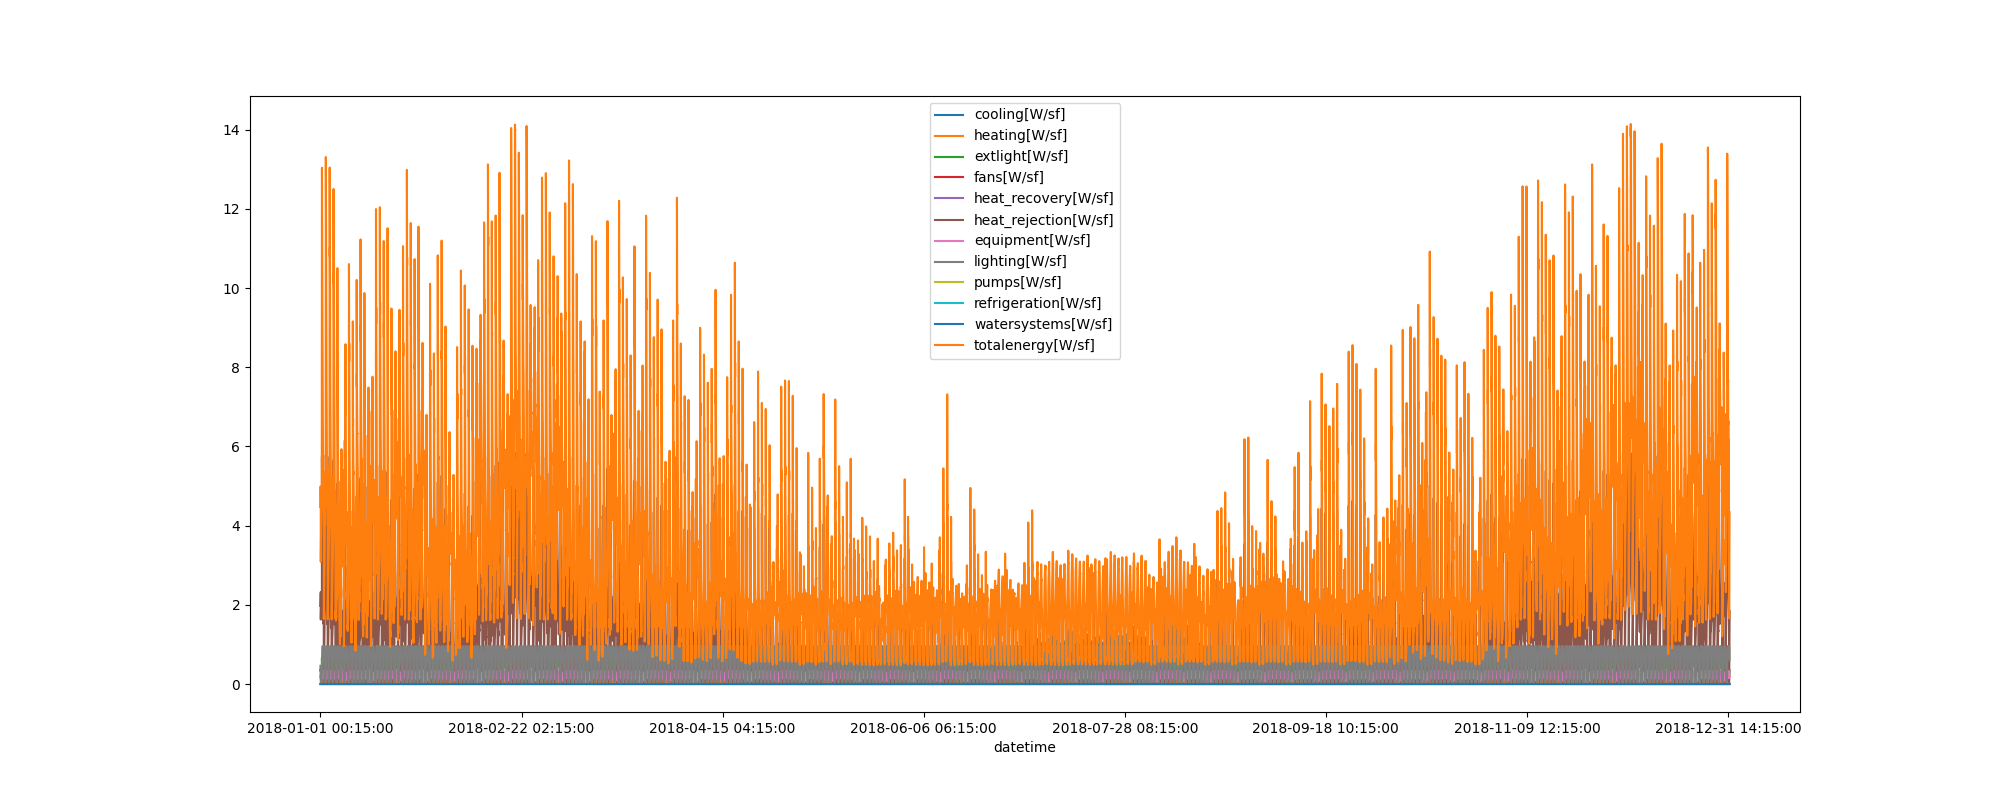 14
12
10
8
6
4
2
0
cooling[W/sf]
heating[W/sf]
extlight[W/sf]
fans[W/sf]
heat_recovery[W/sf]
heat_rejection[W/sf]
equipment[W/sf]
lighting[W/sf]
pumps[W/sf]
refrigeration[W/sf]
watersystems[W/sf]
totalenergy[W/sf]
2018-01-01 00:15:00 2018-02-22 02:15:00 2018-04-15 04:15:00 2018-06-06 06:15:00 2018-07-28 08:15:00 2018-09-18 10:15:00 2018-11-09 12:15:00 2018-12-31 14:15:00
datetime